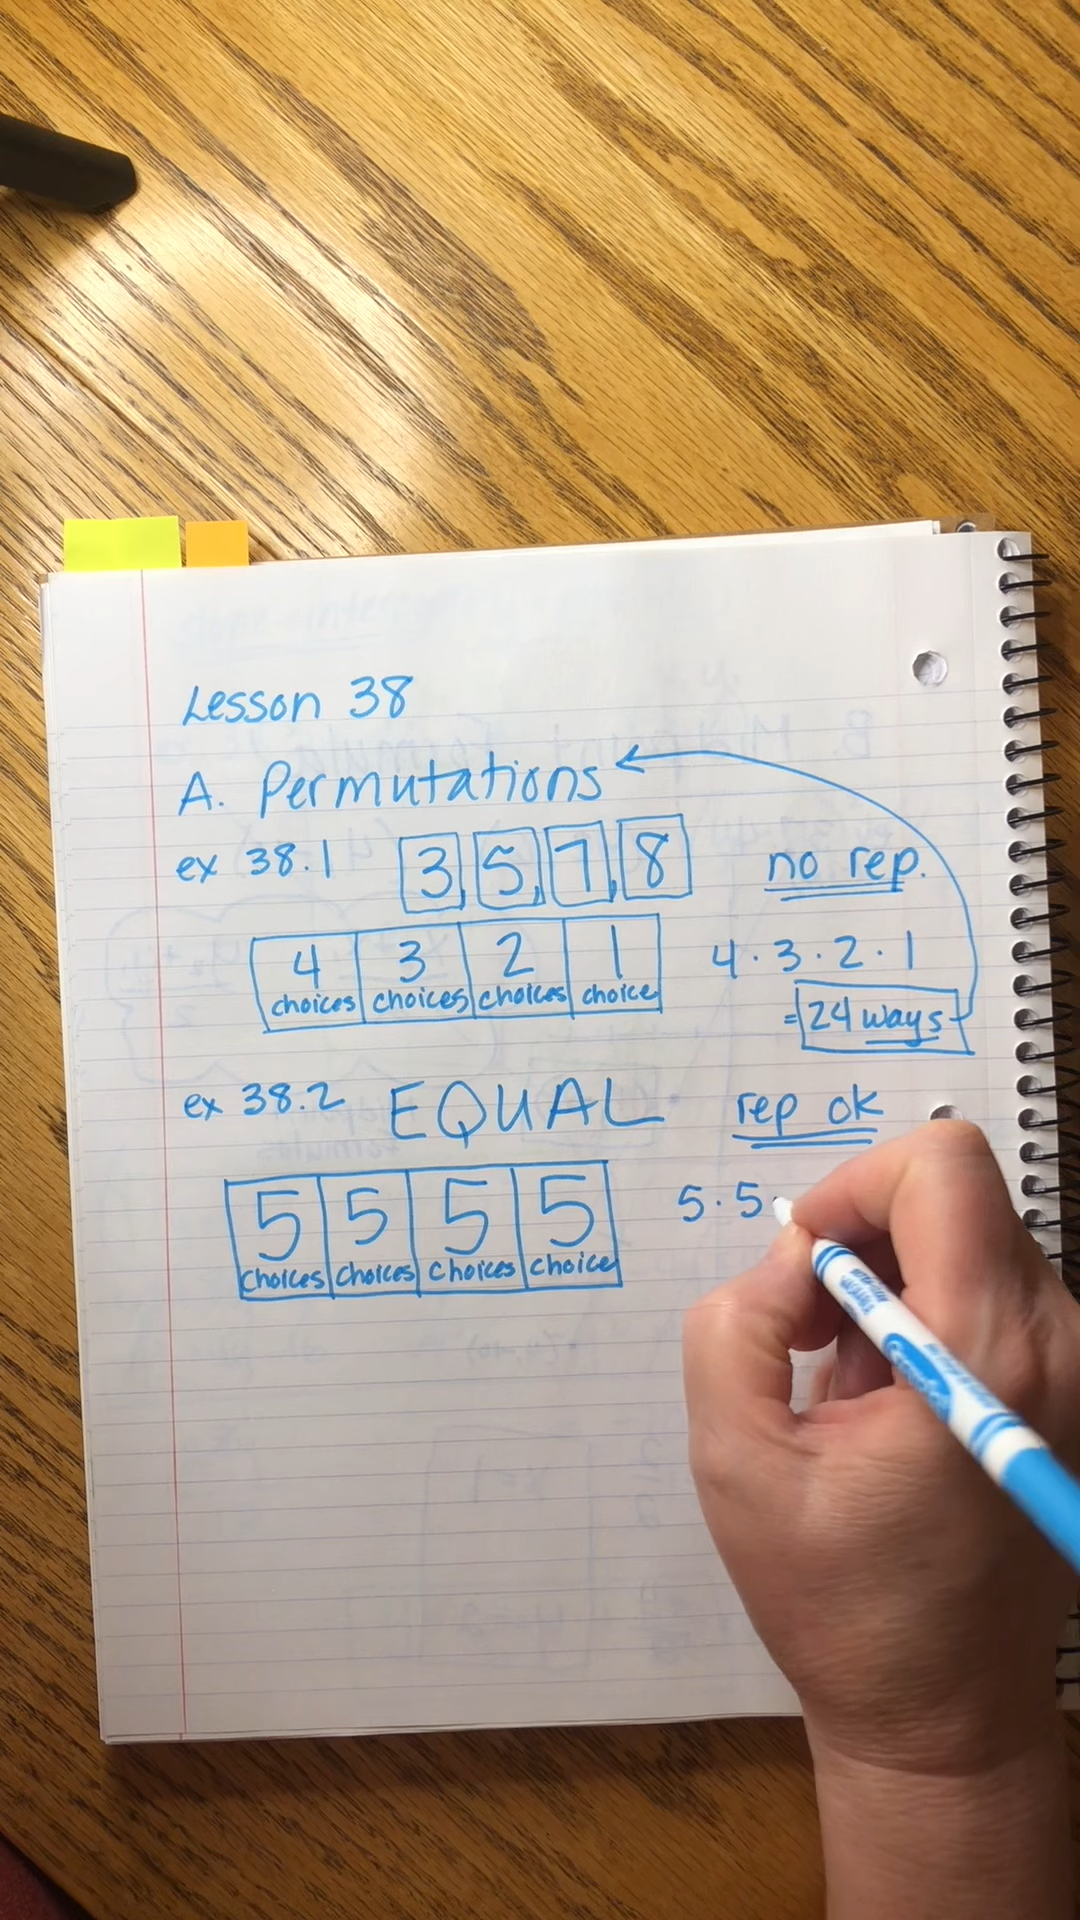 Lesson 38
A. Permutations
ex 38.1 3, 5, 7, 8 no rep.
4 3 2 1 4 · 3 · 2 · 1
choices choices choices choice
= 24 ways
ex 38.2 EQUAL rep ok
5 5 5 5 5 · 5 ·
choices choices choices choice